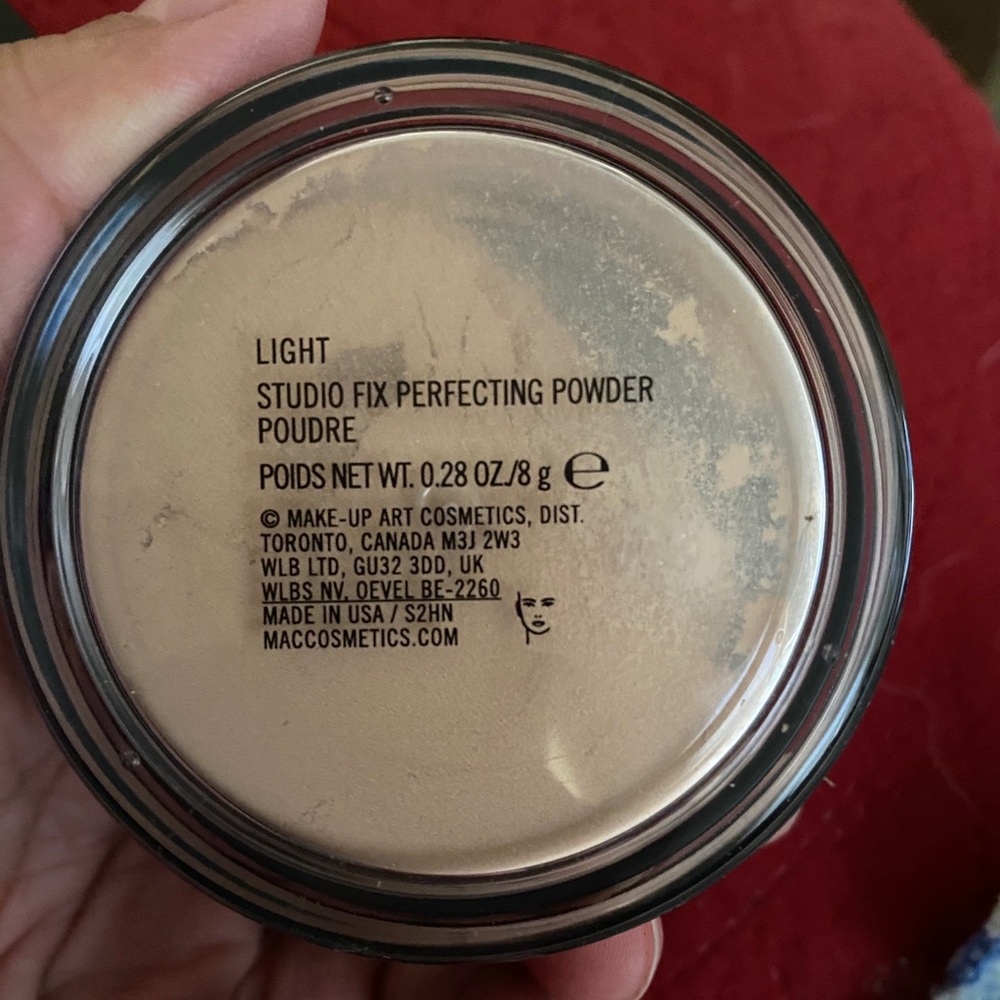 LIGHT
STUDIO FIX PERFECTING POWDER
POUDRE
POIDS NET WT. 0.28 OZ./8 g ℮
© MAKE-UP ART COSMETICS, DIST.
TORONTO, CANADA M3J 2W3
WLB LTD, GU32 3DD, UK
WLBS NV, OEVEL BE-2260
MADE IN USA / S2HN
MACCOSMETICS.COM